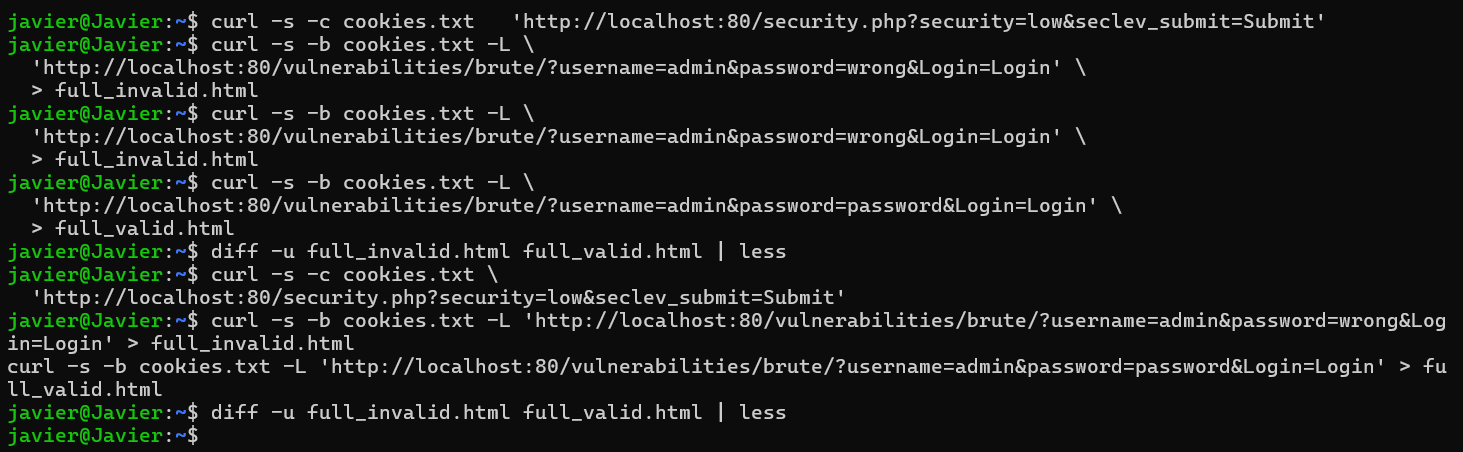 javier@Javier:~$ curl -s -c cookies.txt   'http://localhost:80/security.php?security=low&seclev_submit=Submit'
javier@Javier:~$ curl -s -b cookies.txt -L \
  'http://localhost:80/vulnerabilities/brute/?username=admin&password=wrong&Login=Login' \
  > full_invalid.html
javier@Javier:~$ curl -s -b cookies.txt -L \
  'http://localhost:80/vulnerabilities/brute/?username=admin&password=wrong&Login=Login' \
  > full_invalid.html
javier@Javier:~$ curl -s -b cookies.txt -L \
  'http://localhost:80/vulnerabilities/brute/?username=admin&password=password&Login=Login' \
  > full_valid.html
javier@Javier:~$ diff -u full_invalid.html full_valid.html | less
javier@Javier:~$ curl -s -c cookies.txt \
  'http://localhost:80/security.php?security=low&seclev_submit=Submit'
javier@Javier:~$ curl -s -b cookies.txt -L 'http://localhost:80/vulnerabilities/brute/?username=admin&password=wrong&Log
in=Login' > full_invalid.html
curl -s -b cookies.txt -L 'http://localhost:80/vulnerabilities/brute/?username=admin&password=password&Login=Login' > fu
ll_valid.html
javier@Javier:~$ diff -u full_invalid.html full_valid.html | less
javier@Javier:~$